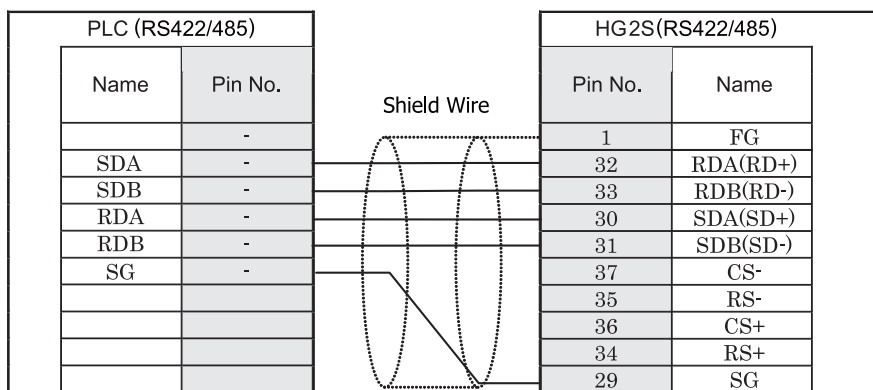 PLC (RS422/485) HG2S(RS422/485)
Name Pin No. Shield Wire Pin No. Name
- 1 FG
SDA - 32 RDA(RD+)
SDB - 33 RDB(RD-)
RDA - 30 SDA(SD+)
RDB - 31 SDB(SD-)
SG - 37 CS-
35 RS-
36 CS+
34 RS+
29 SG